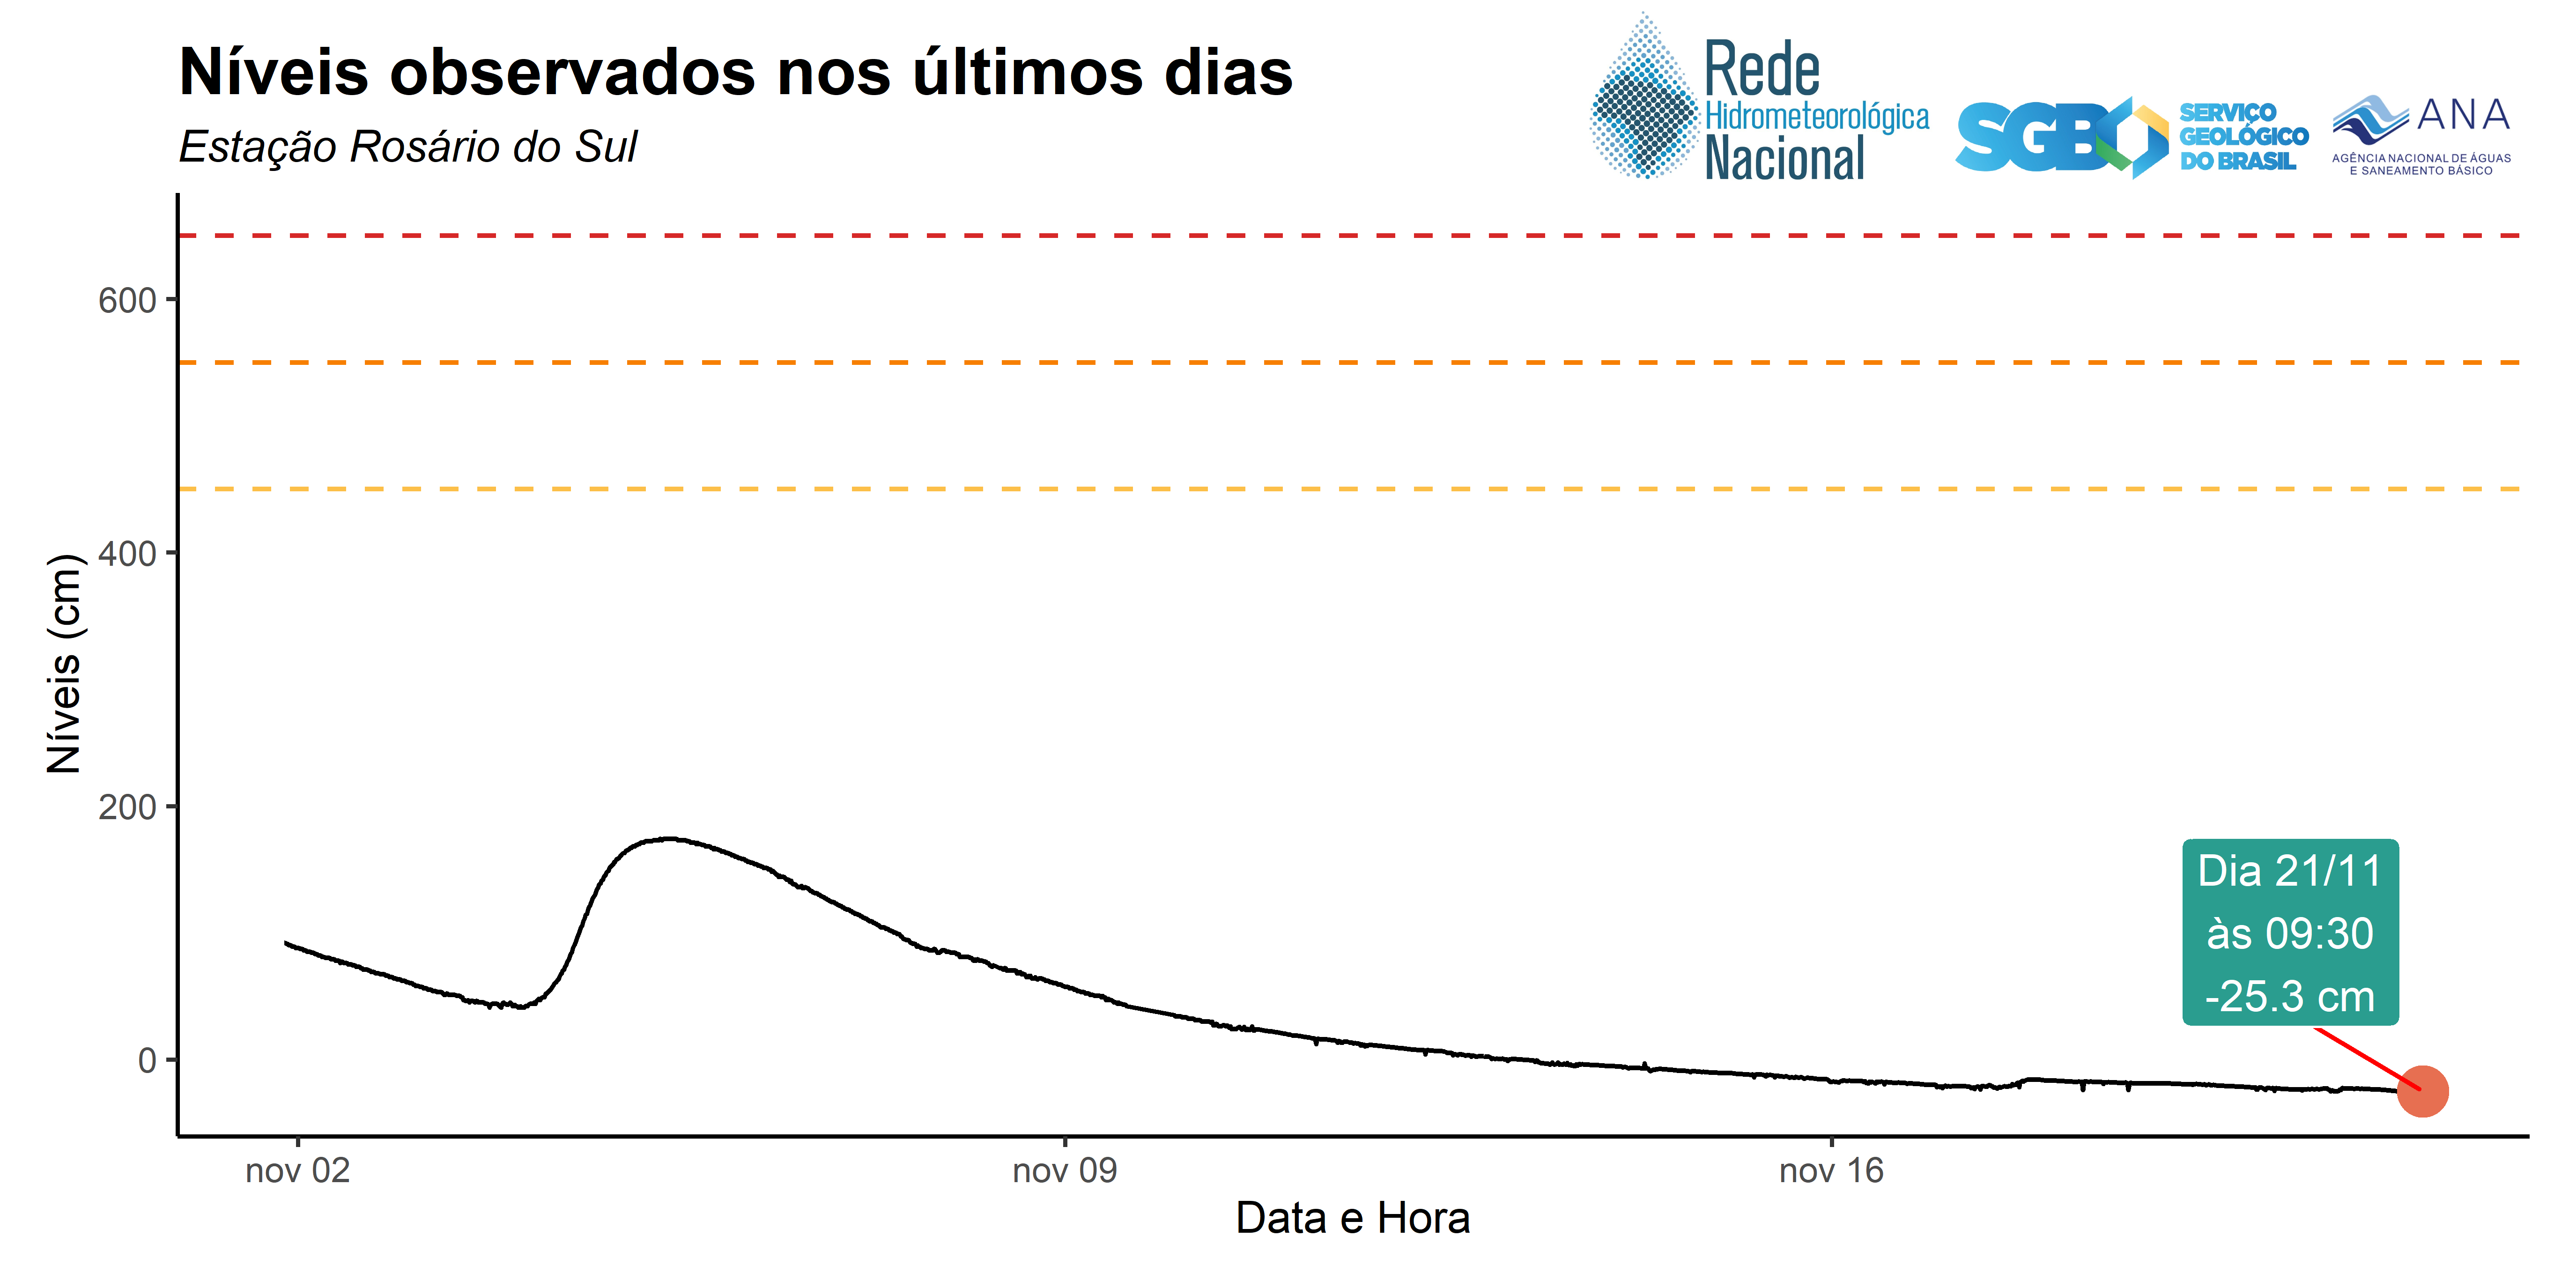 Níveis observados nos últimos dias
Estação Rosário do Sul
Rede
Hidrometeorológica
Nacional
SGB
SERVIÇO
GEOLÓGICO
DO BRASIL
ANA
AGÊNCIA NACIONAL DE ÁGUAS
E SANEAMENTO BÁSICO
Níveis (cm)
600
400
200
0
Dia 21/11
às 09:30
-25.3 cm
nov 02
nov 09
nov 16
Data e Hora